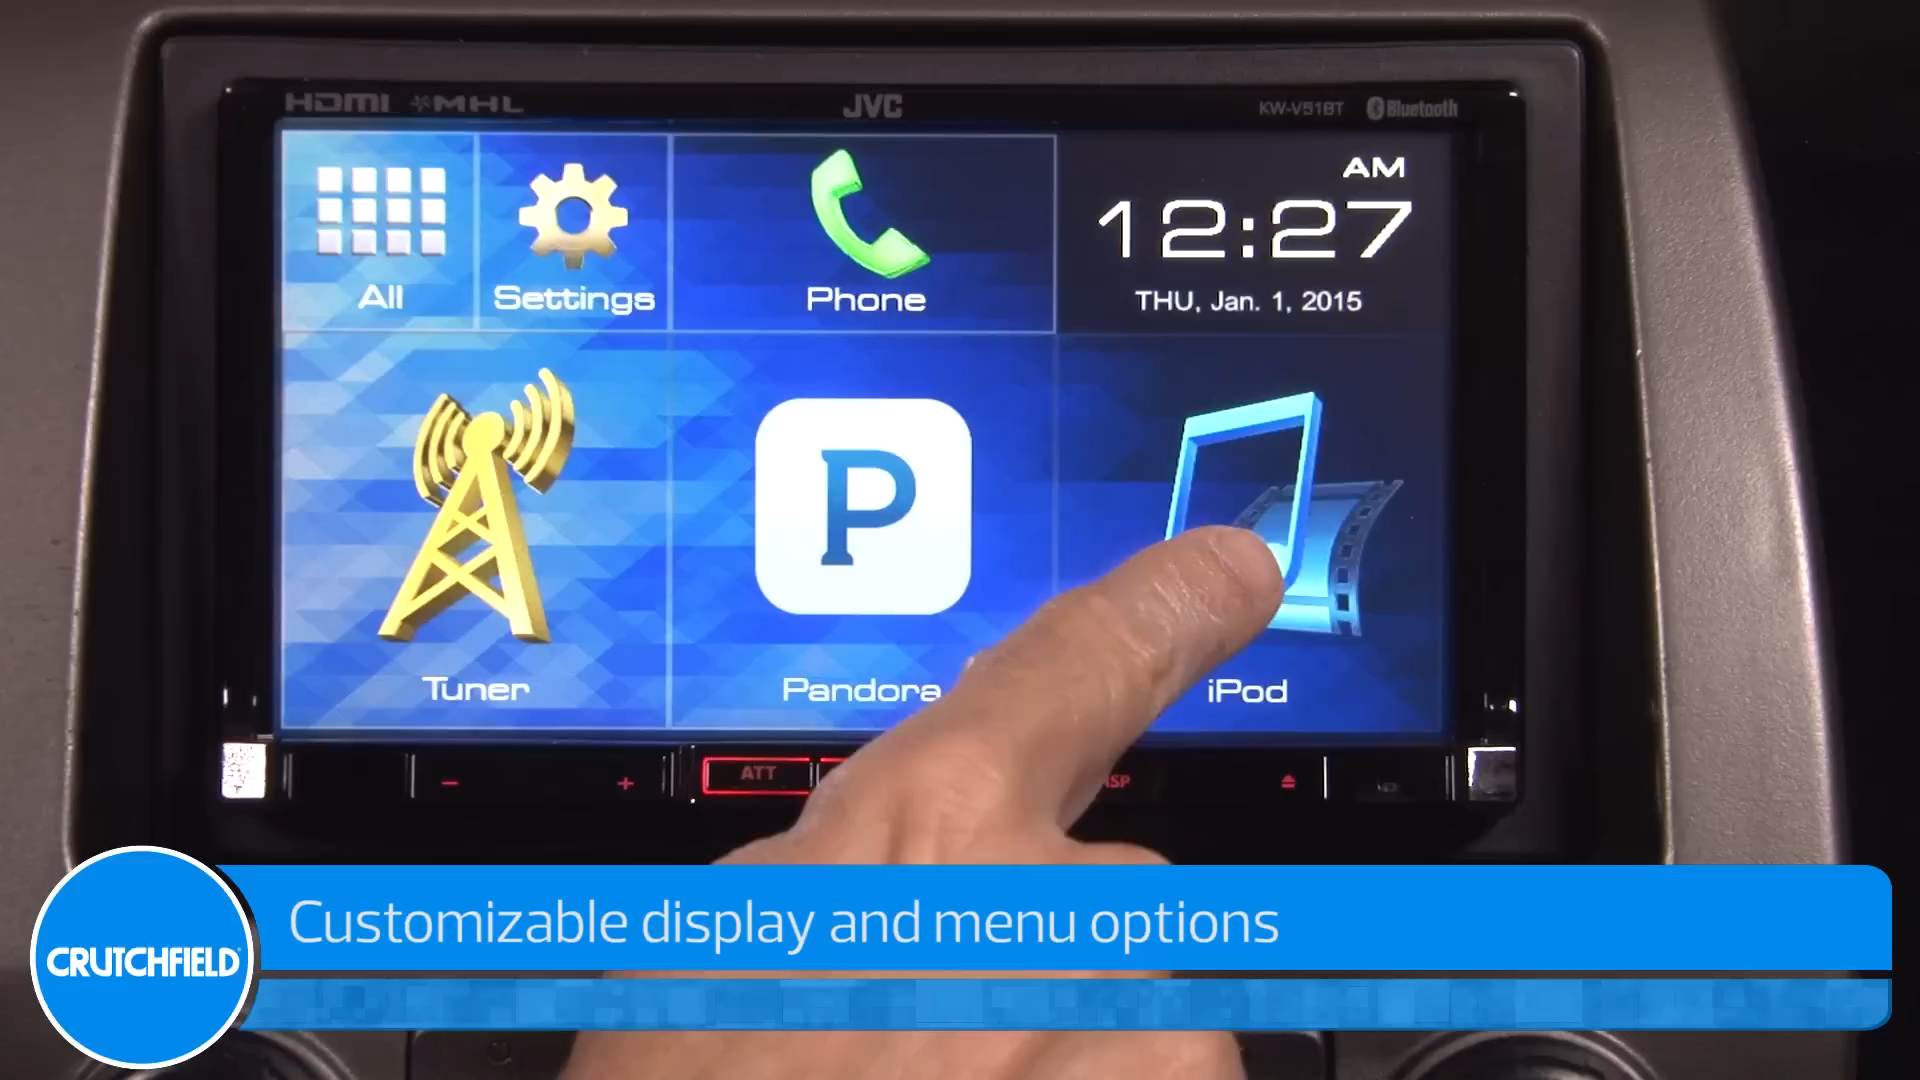 HDMI MHL JVC KW-V51BT Bluetooth
AM
12:27
THU, Jan. 1, 2015
All Settings Phone
P
Tuner Pandora iPod
- + ATT
Customizable display and menu options
CRUTCHFIELD